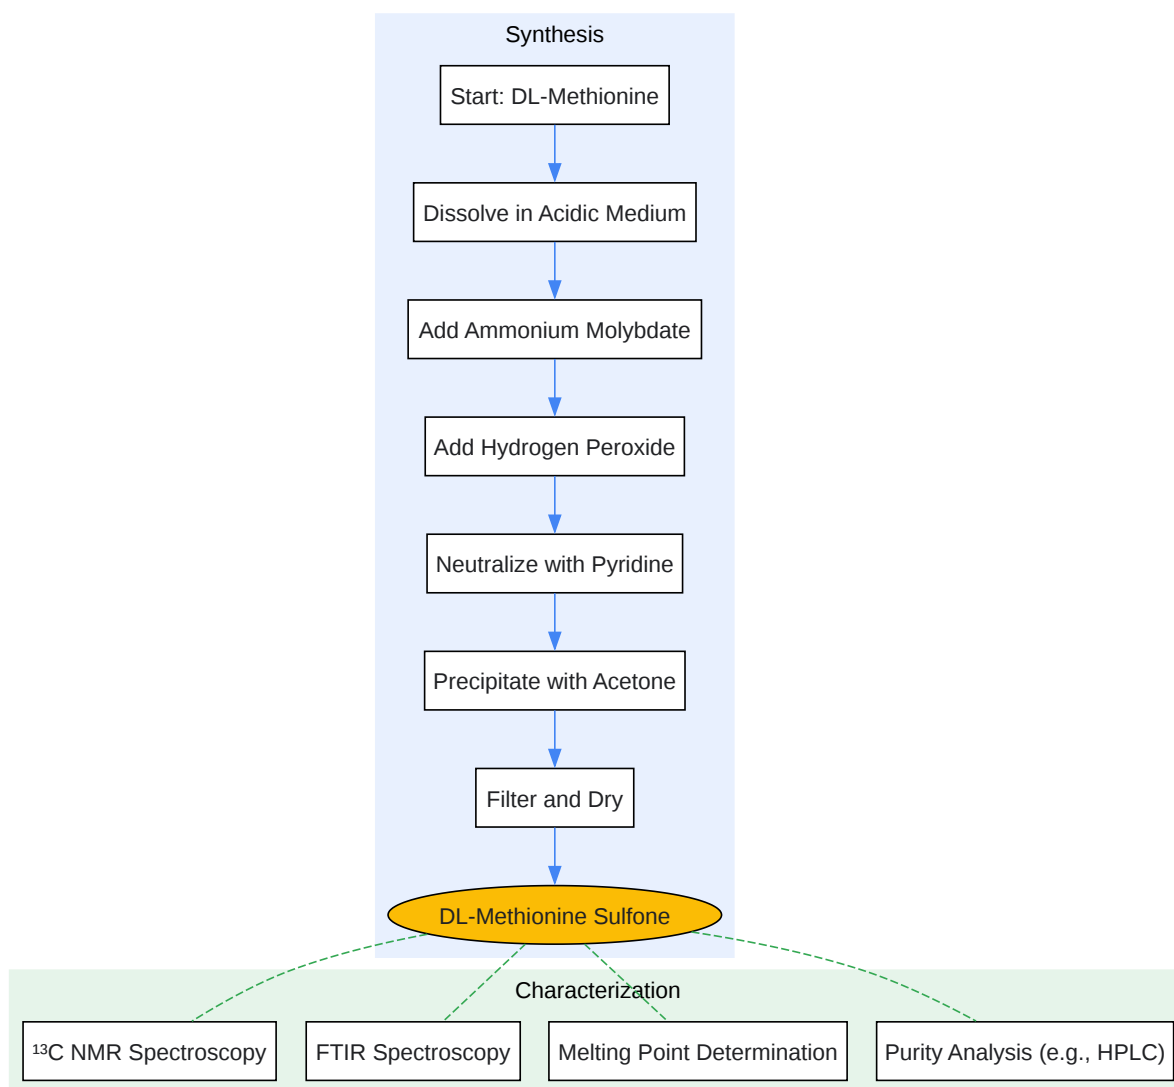 Synthesis
Start: DL-Methionine
Dissolve in Acidic Medium
Add Ammonium Molybdate
Add Hydrogen Peroxide
Neutralize with Pyridine
Precipitate with Acetone
Filter and Dry
DL-Methionine Sulfone
Characterization
¹³C NMR Spectroscopy
FTIR Spectroscopy
Melting Point Determination
Purity Analysis (e.g., HPLC)